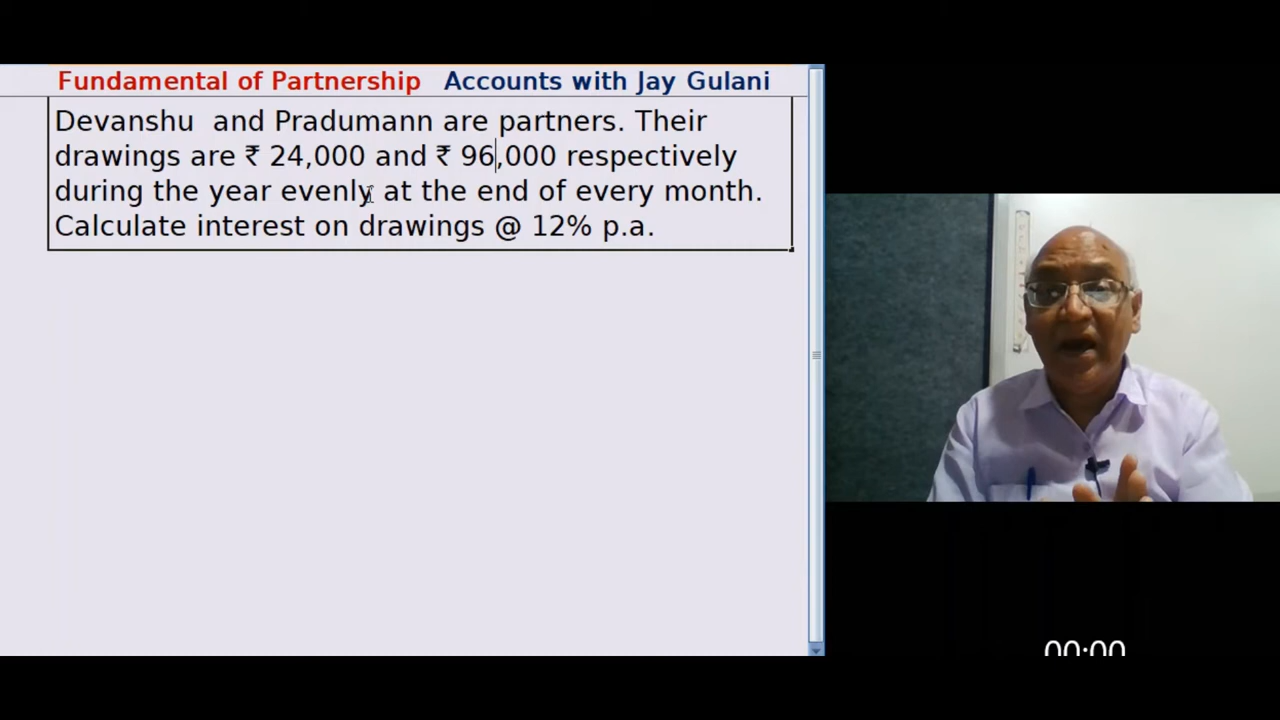 Fundamental of Partnership Accounts with Jay Gulani
Devanshu and Pradumann are partners. Their
drawings are ₹ 24,000 and ₹ 96,000 respectively
during the year evenly at the end of every month.
Calculate interest on drawings @ 12% p.a.
00:00